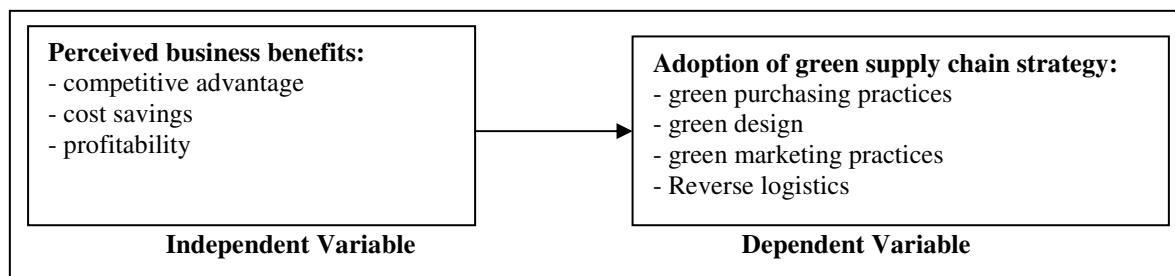 Perceived business benefits:
- competitive advantage
- cost savings
- profitability
Independent Variable
Adoption of green supply chain strategy:
- green purchasing practices
- green design
- green marketing practices
- Reverse logistics
Dependent Variable